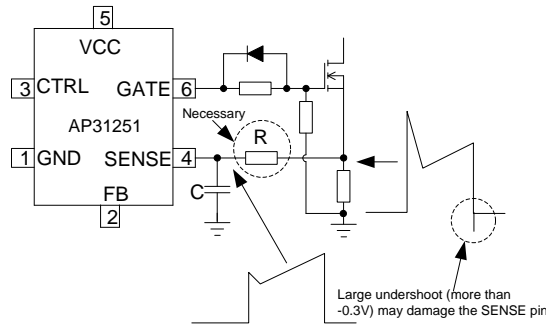 5
VCC
3 CTRL GATE 6
Necessary
AP31251
R
1 GND SENSE 4
C
FB
2
Large undershoot (more than
-0.3V) may damage the SENSE pin